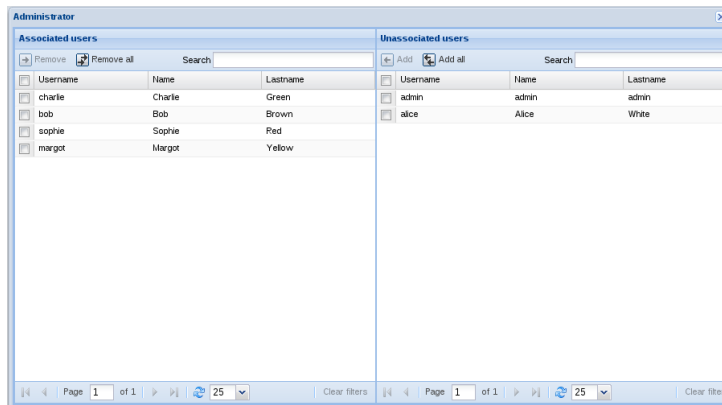 Administrator
Associated users
Remove Remove all Search
Username Name Lastname
charlie Charlie Green
bob Bob Brown
sophie Sophie Red
margot Margot Yellow
Page 1 of 1 25 Clear filters
Unassociated users
Add Add all Search
Username Name Lastname
admin admin admin
alice Alice White
Page 1 of 1 25 Clear filte